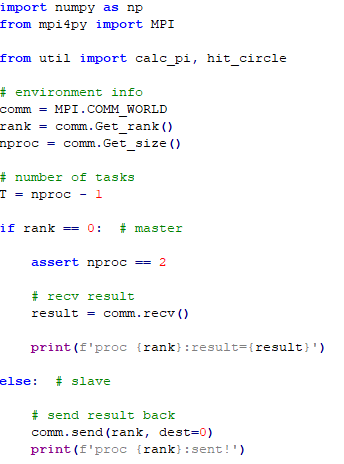 import numpy as np
from mpi4py import MPI
from util import calc_pi, hit_circle
# environment info
comm = MPI.COMM_WORLD
rank = comm.Get_rank()
nproc = comm.Get_size()
# number of tasks
T = nproc - 1
if rank == 0:  # master
    assert nproc == 2
    # recv result
    result = comm.recv()
    print(f'proc {rank}:result={result}')
else:  # slave
    # send result back
    comm.send(rank, dest=0)
    print(f'proc {rank}:sent!')